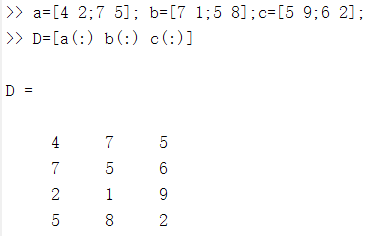 >> a=[4 2;7 5]; b=[7 1;5 8];c=[5 9;6 2];
>> D=[a(:) b(:) c(:)]
D =
4 7 5
7 5 6
2 1 9
5 8 2